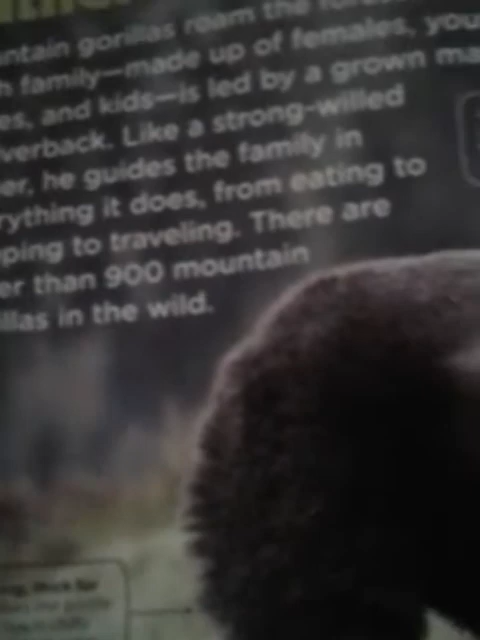 untain gorillas roam the
h family—made up of females, you
es, and kids—is led by a grown ma
verback. Like a strong-willed
er, he guides the family in
rything it does, from eating to
ping to traveling. There are
er than 900 mountain
illas in the wild.